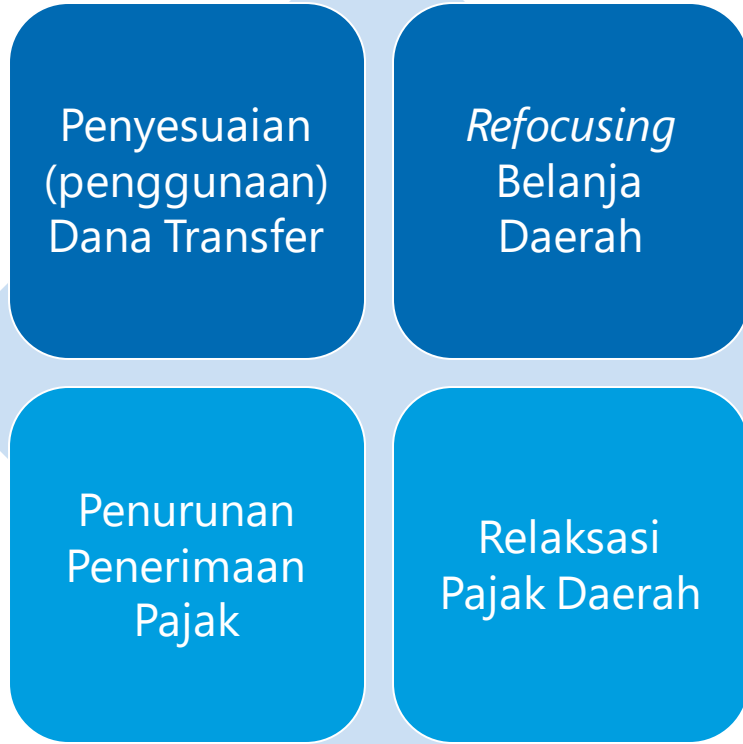 Penyesuaian
(penggunaan)
Dana Transfer
Refocusing
Belanja
Daerah
Penurunan
Penerimaan
Pajak
Relaksasi
Pajak Daerah